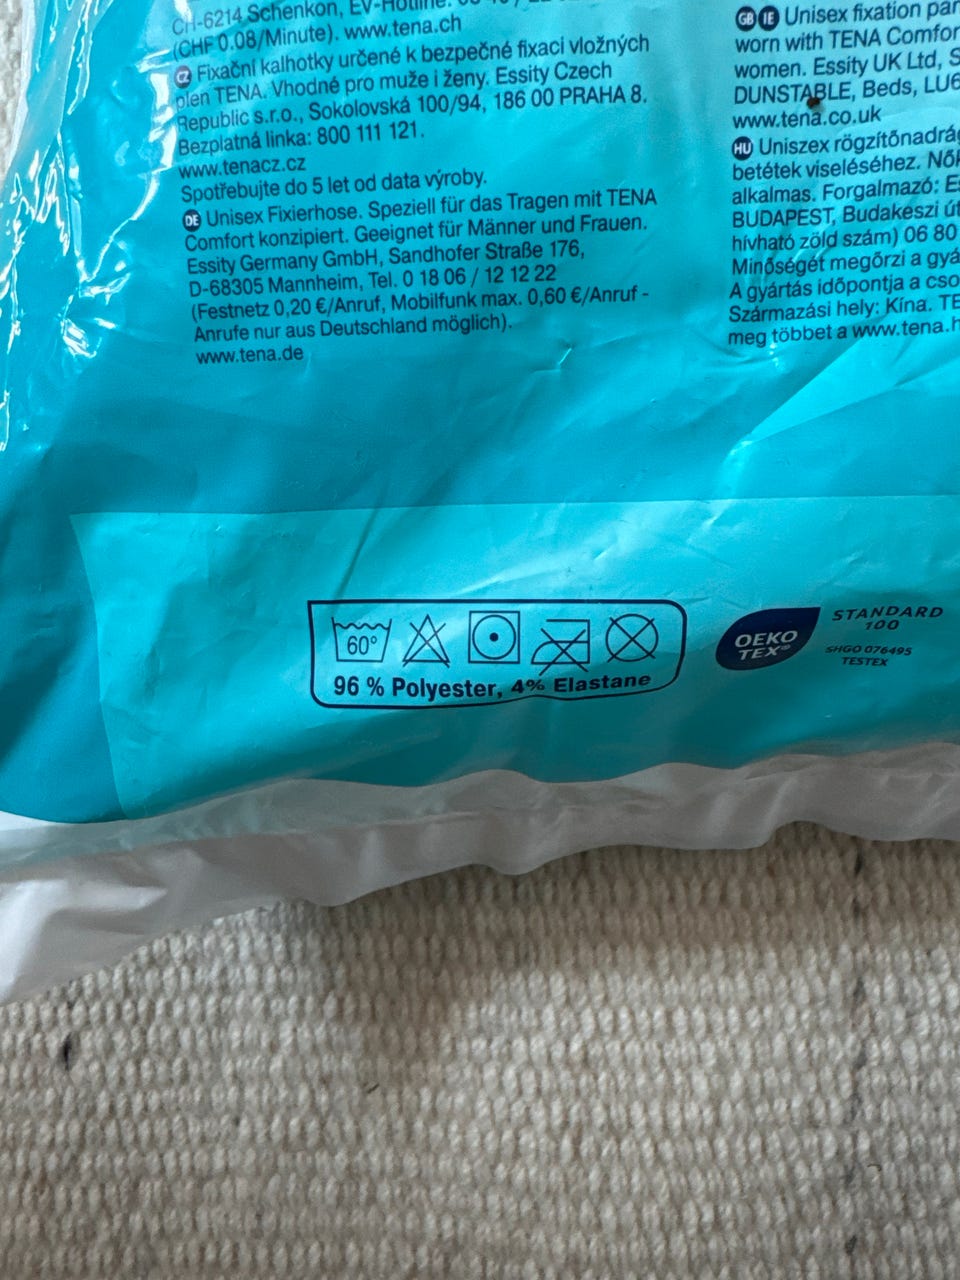 CH-6214 Schenkon, EV-Hotline:
(CHF 0.08/Minute). www.tena.ch
CZ Fixační kalhotky určené k bezpečné fixaci vložných
plen TENA. Vhodné pro muže i ženy. Essity Czech
Republic s.r.o., Sokolovská 100/94, 186 00 PRAHA 8.
Bezplatná linka: 800 111 121.
www.tenacz.cz
Spotřebujte do 5 let od data výroby.
DE Unisex Fixierhose. Speziell für das Tragen mit TENA
Comfort konzipiert. Geeignet für Männer und Frauen.
Essity Germany GmbH, Sandhofer Straße 176,
D-68305 Mannheim, Tel. 0 18 06 / 12 12 22
(Festnetz 0,20 €/Anruf, Mobilfunk max. 0,60 €/Anruf -
Anrufe nur aus Deutschland möglich).
www.tena.de
GB IE Unisex fixation
worn with TENA
women. Essity UK Ltd,
DUNSTABLE, Beds,
www.tena.co.uk
HU Uniszex
betétek viseléséhez.
alkalmas. Forgalmazó:
BUDAPEST, Budakeszi
hívható zöld szám) 06 80
Minőségét megőrzi a
A gyártás időpontja a
Származási hely: Kína.
meg többet a
60°
96 % Polyester, 4% Elastane
OEKO
TEX®
STANDARD
100
SHGO 076495
TESTEX